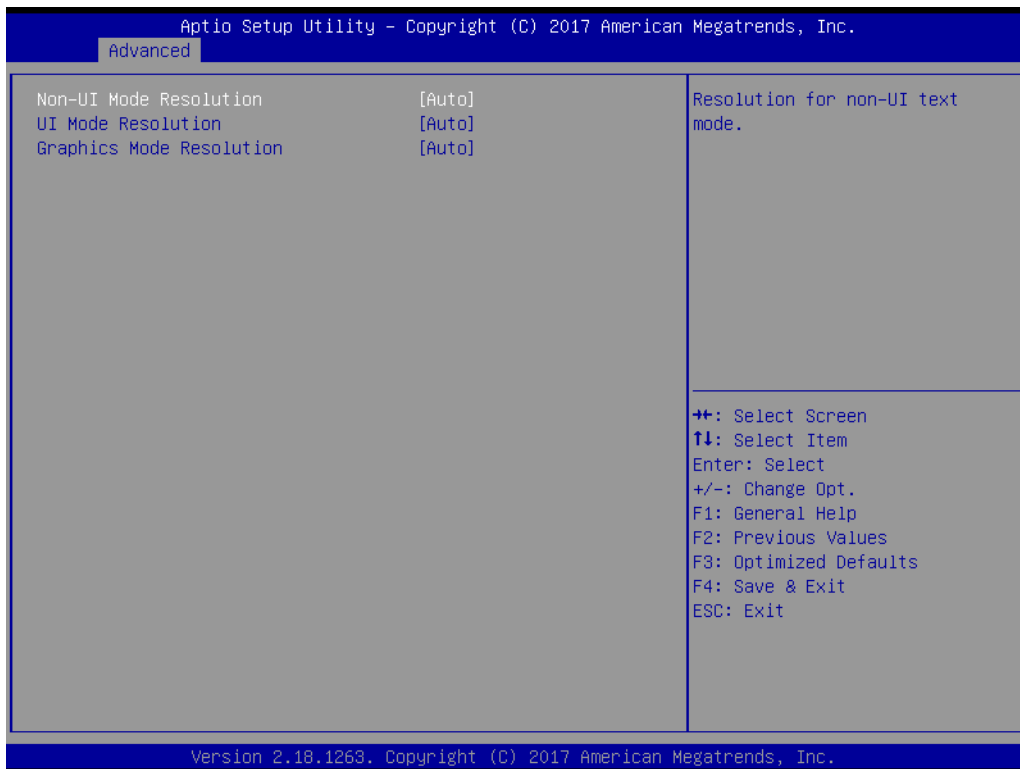 Aptio Setup Utility – Copyright (C) 2017 American Megatrends, Inc.
Advanced
Non-UI Mode Resolution [Auto]
UI Mode Resolution [Auto]
Graphics Mode Resolution [Auto]
Resolution for non-UI text
mode.
→←: Select Screen
↑↓: Select Item
Enter: Select
+/-: Change Opt.
F1: General Help
F2: Previous Values
F3: Optimized Defaults
F4: Save & Exit
ESC: Exit
Version 2.18.1263. Copyright (C) 2017 American Megatrends, Inc.